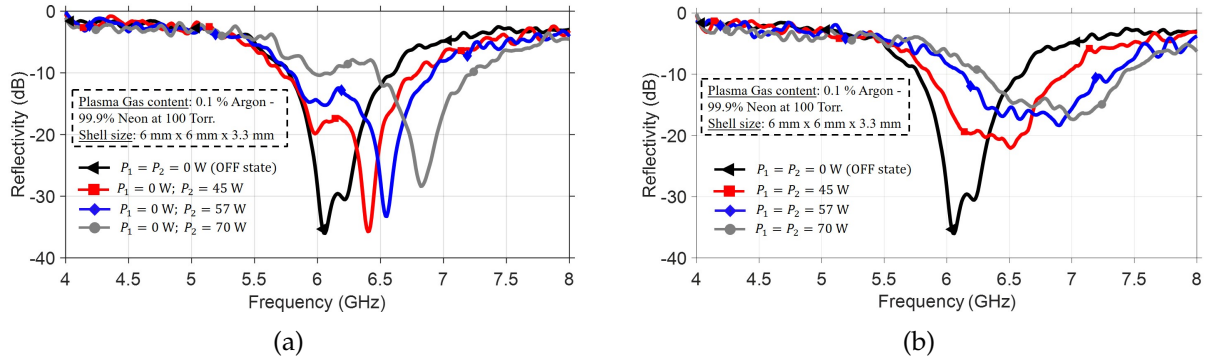 0
-10
-20
-30
-40
Reflectivity (dB)
Plasma Gas content: 0.1 % Argon -
99.9% Neon at 100 Torr.
Shell size: 6 mm x 6 mm x 3.3 mm
P₁ = P₂ = 0 W (OFF state)
P₁ = 0 W; P₂ = 45 W
P₁ = 0 W; P₂ = 57 W
P₁ = 0 W; P₂ = 70 W
4 4.5 5 5.5 6 6.5 7 7.5 8
Frequency (GHz)
(a)
0
-10
-20
-30
-40
Reflectivity (dB)
Plasma Gas content: 0.1 % Argon -
99.9% Neon at 100 Torr.
Shell size: 6 mm x 6 mm x 3.3 mm
P₁ = P₂ = 0 W (OFF state)
P₁ = P₂ = 45 W
P₁ = P₂ = 57 W
P₁ = P₂ = 70 W
4 4.5 5 5.5 6 6.5 7 7.5 8
Frequency (GHz)
(b)